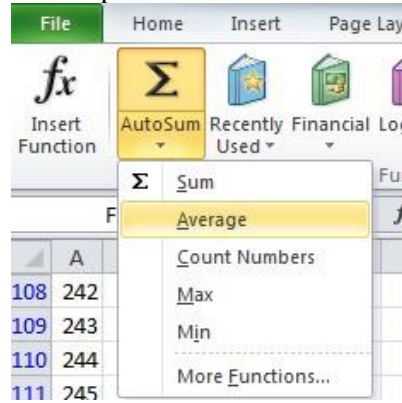 File Home Insert Page Lay
fx Σ
Insert AutoSum Recently Financial Lo
Function Used
Σ Sum Fu
F Average f
A Count Numbers
108 242 Max
109 243 Min
110 244
111 245 More Functions...